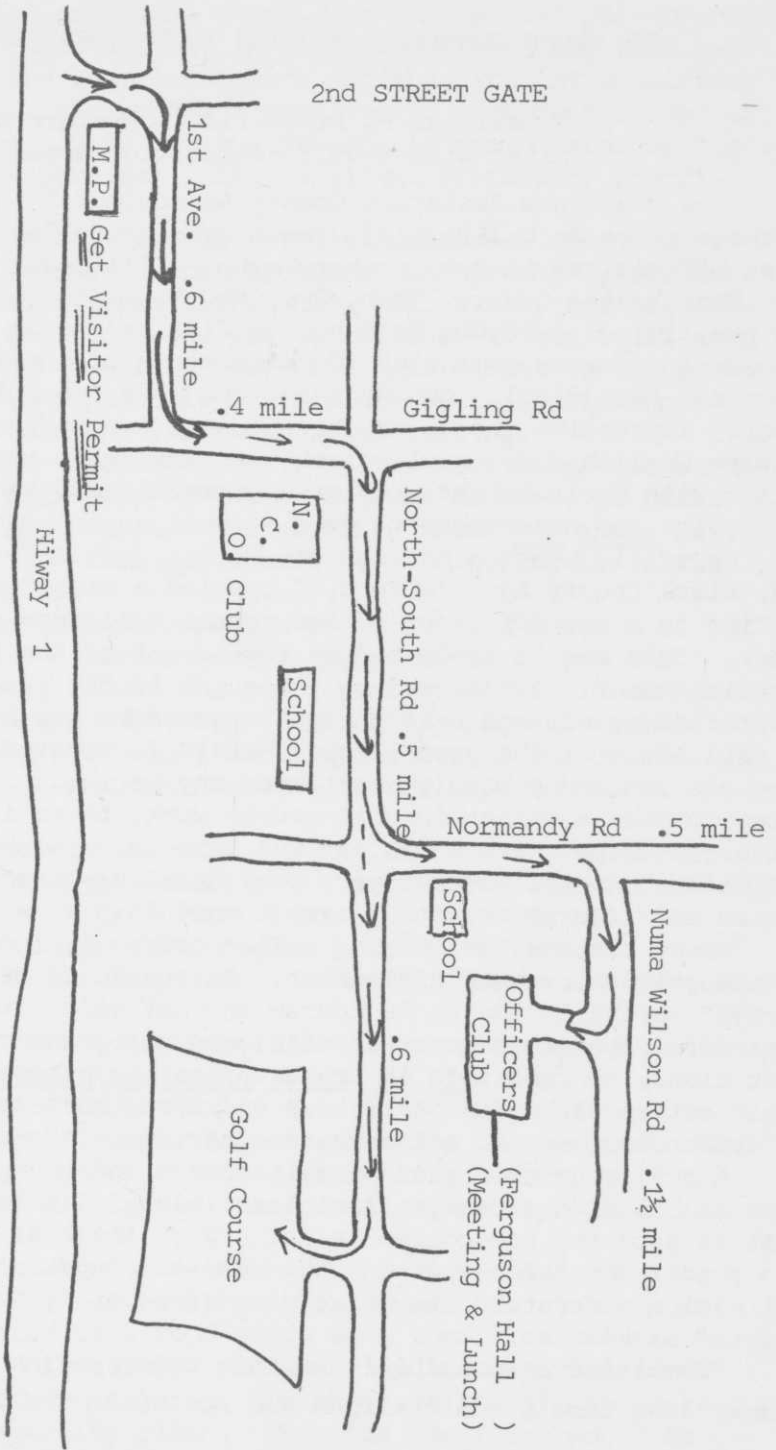 2nd STREET GATE
1st Ave. .6 mile
M.P.
Get Visitor Permit
Hiway 1
.4 mile
Gigling Rd
N.C.O. Club
North-South Rd .5 mile
School
Normandy Rd .5 mile
School
Officers
Club
Numa Wilson Rd .1½ mile
(Ferguson Hall )
(Meeting & Lunch)
.6 mile
Golf Course